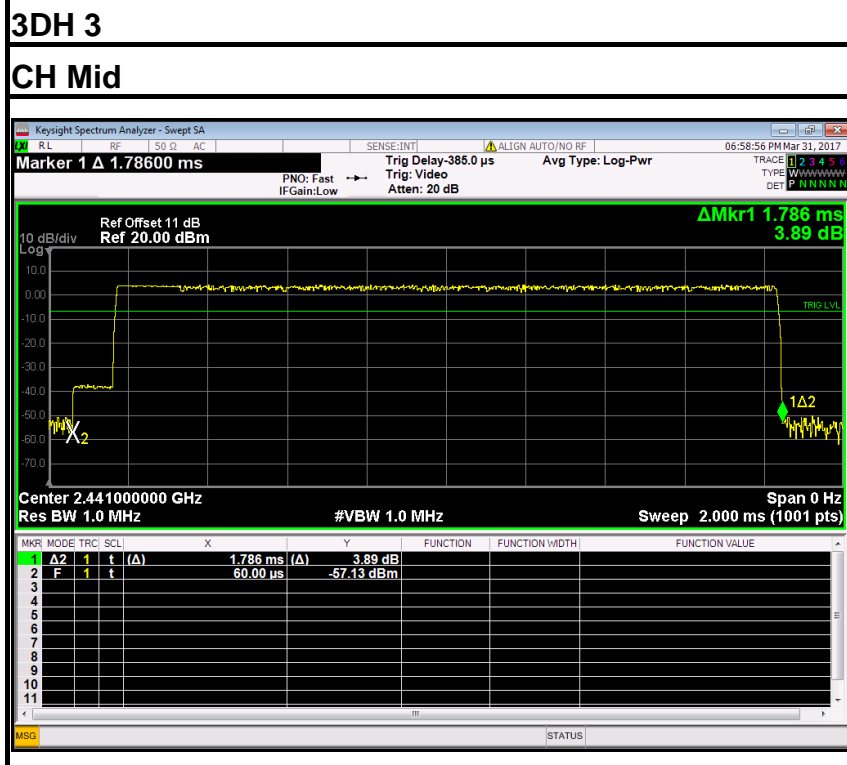 3DH 3
CH Mid
Keysight Spectrum Analyzer - Swept SA
LXI RL RF 50 Ω AC SENSE:INT ALIGN AUTO/NO RF 06:58:56 PM Mar 31, 2017
Marker 1 Δ 1.78600 ms
Trig Delay-385.0 µs Avg Type: Log-Pwr TRACE 1 2 3 4 5 6
PNO: Fast Trig: Video TYPE WWWWWWW
IFGain:Low Atten: 20 dB DET P N N N N N
ΔMkr1 1.786 ms
3.89 dB
Ref Offset 11 dB
10 dB/div Ref 20.00 dBm
Log
10.0
0.00
TRIG LVL
-10.0
-20.0
-30.0
-40.0
1Δ2
-50.0
-60.0
2
-70.0
Center 2.441000000 GHz Span 0 Hz
Res BW 1.0 MHz #VBW 1.0 MHz Sweep 2.000 ms (1001 pts)
MKR MODE TRC SCL X Y FUNCTION FUNCTION WIDTH FUNCTION VALUE
1 Δ2 1 t (Δ) 1.786 ms (Δ) 3.89 dB
2 F 1 t 60.00 µs -57.13 dBm
3
4
5
6
7
8
9
10
11
MSG STATUS